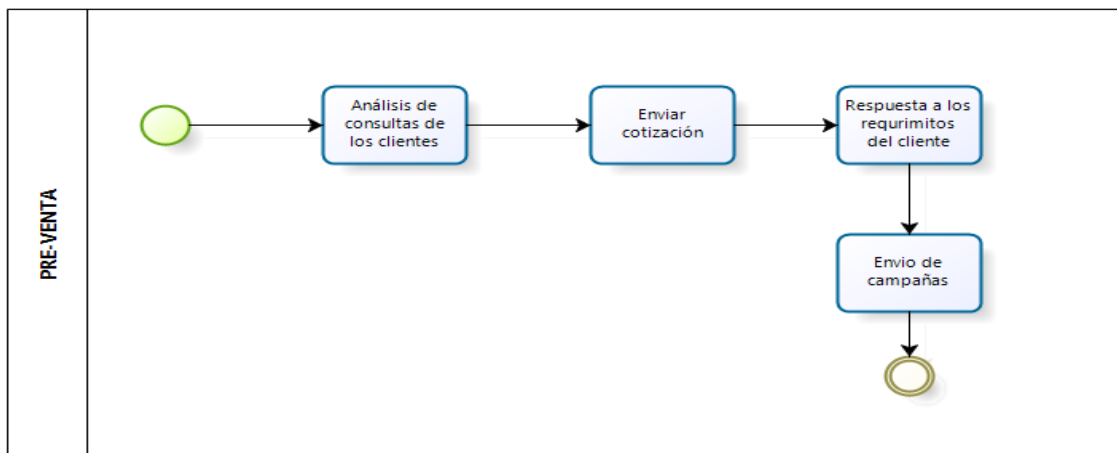 PRE-VENTA
Análisis de
consultas de
los clientes
Enviar
cotización
Respuesta a los
requrimitos
del cliente
Envio de
campañas